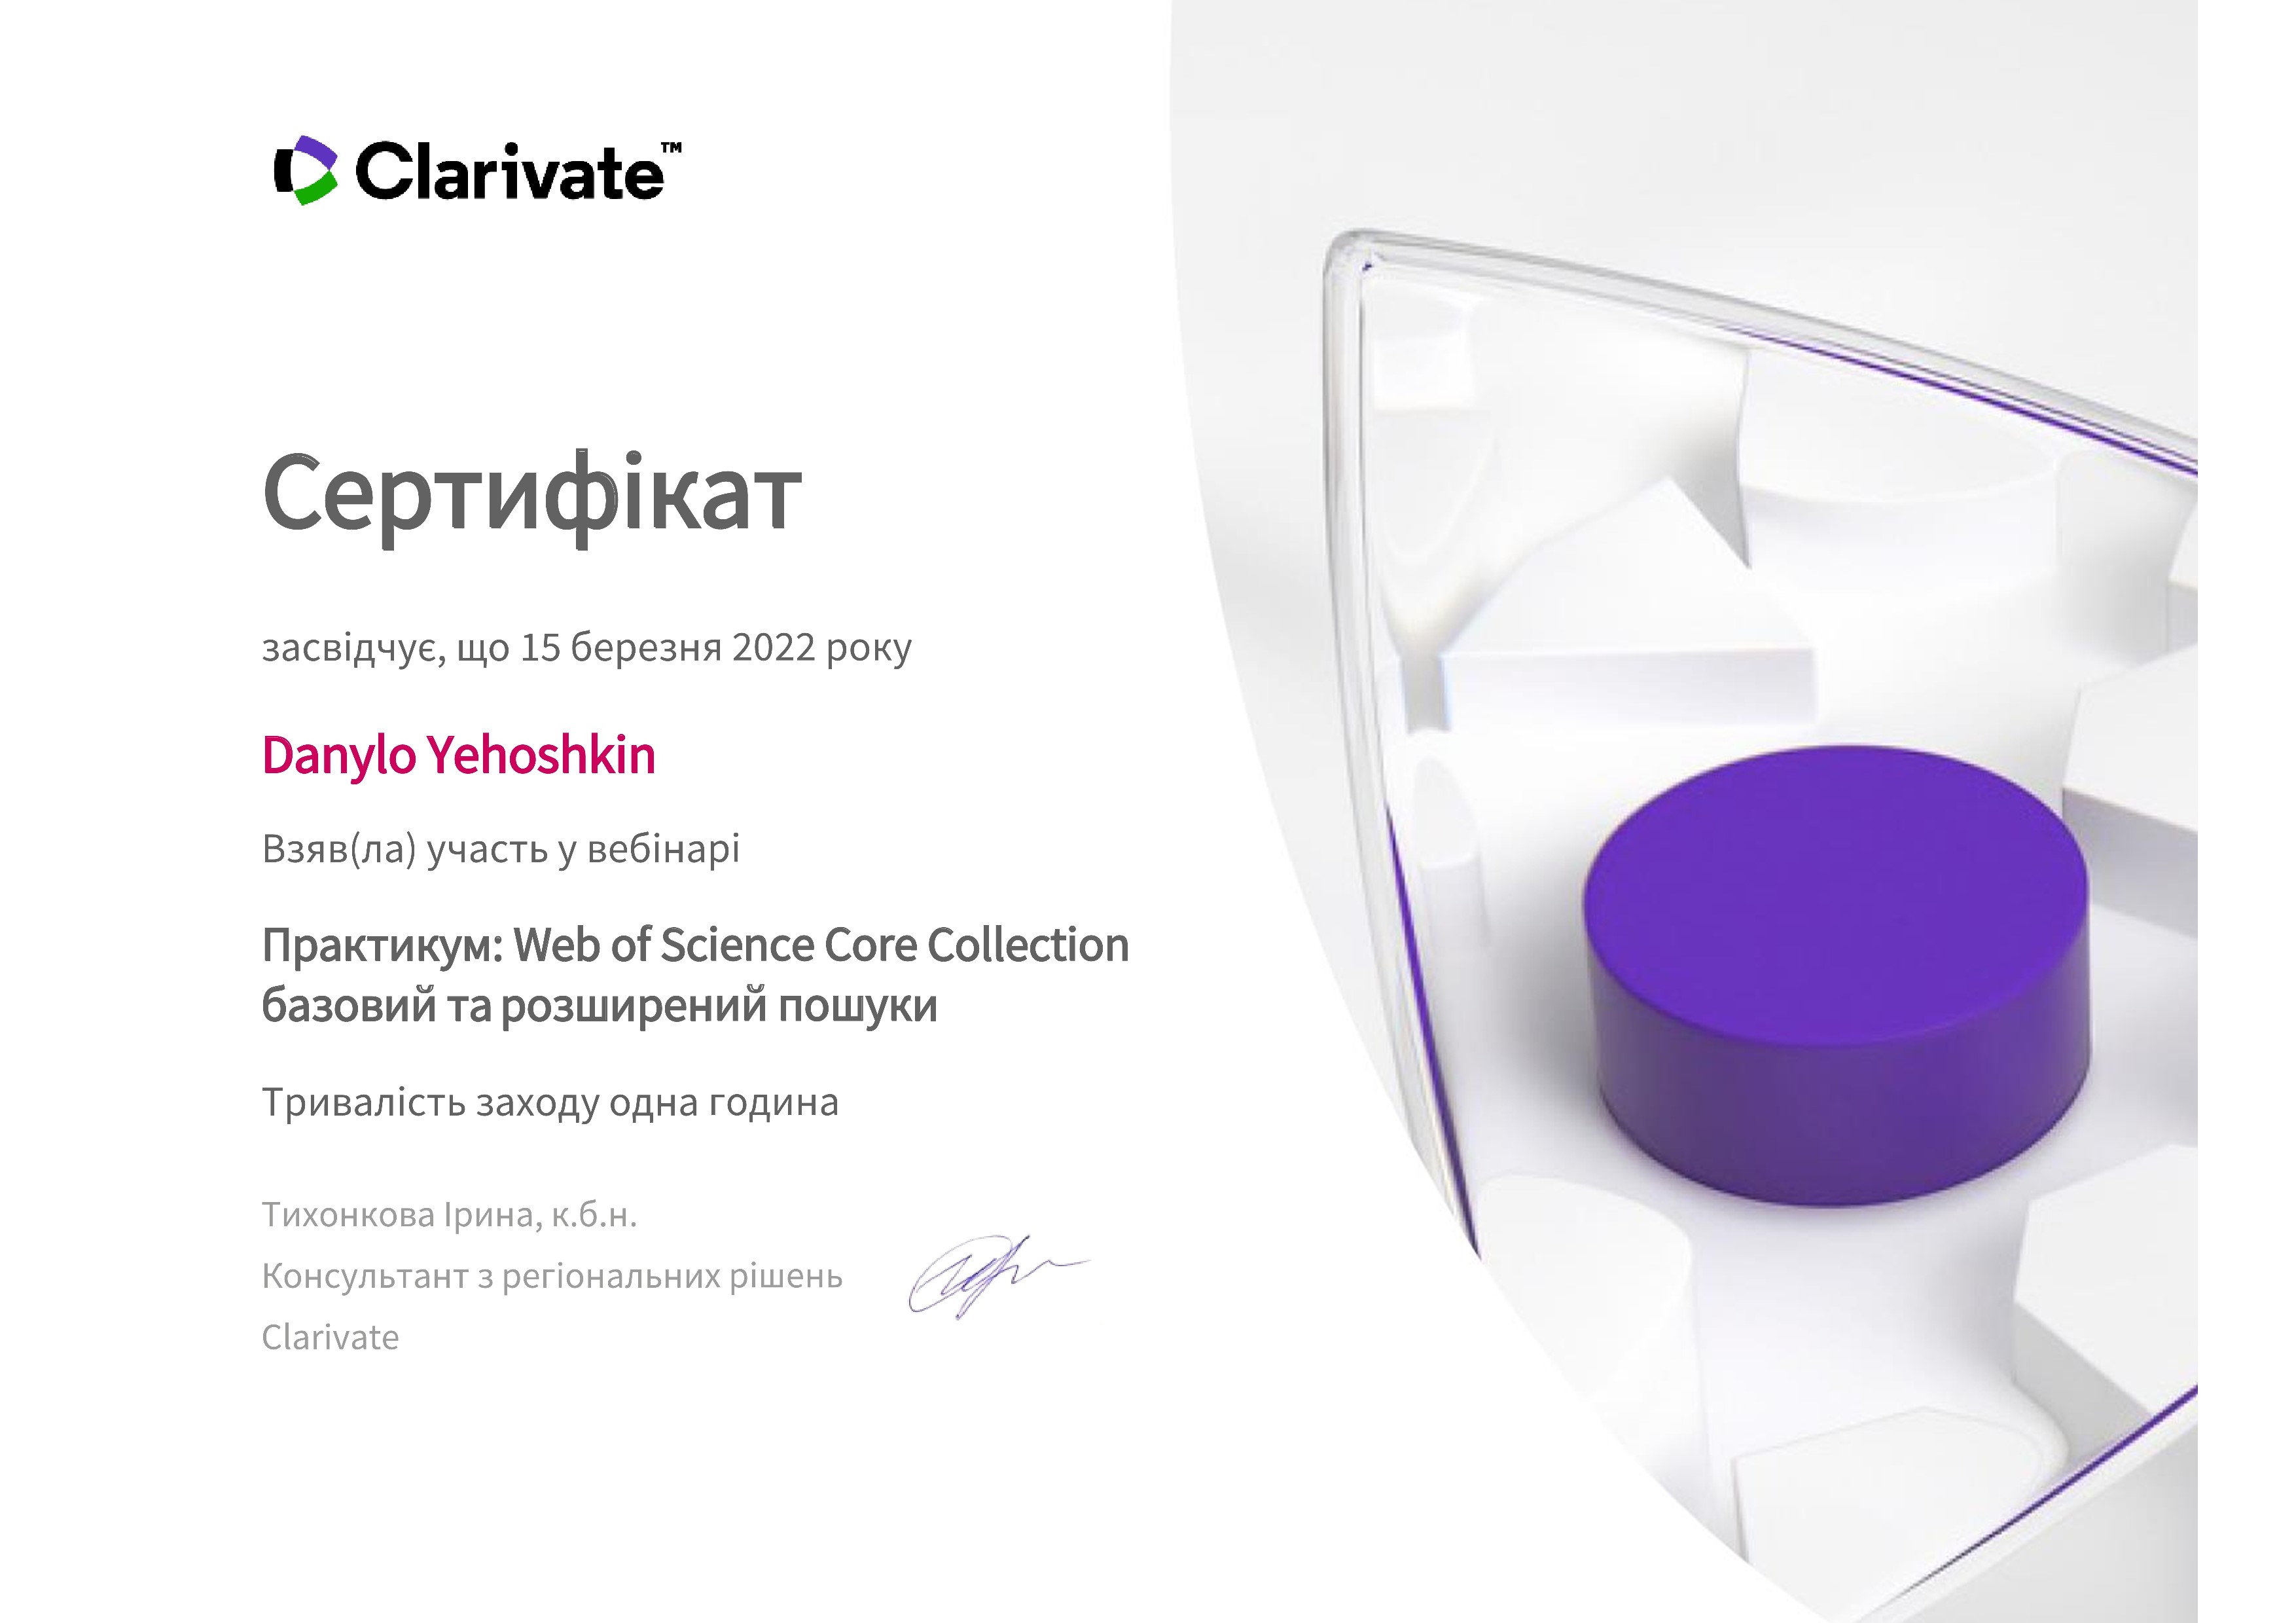 Clarivate™
Сертифікат
засвідчує, що 15 березня 2022 року
Danylo Yehoshkin
Взяв(ла) участь у вебінарі
Практикум: Web of Science Core Collection
базовий та розширений пошуки
Тривалість заходу одна година
Тихонкова Ірина, к.б.н.
Консультант з регіональних рішень
Clarivate